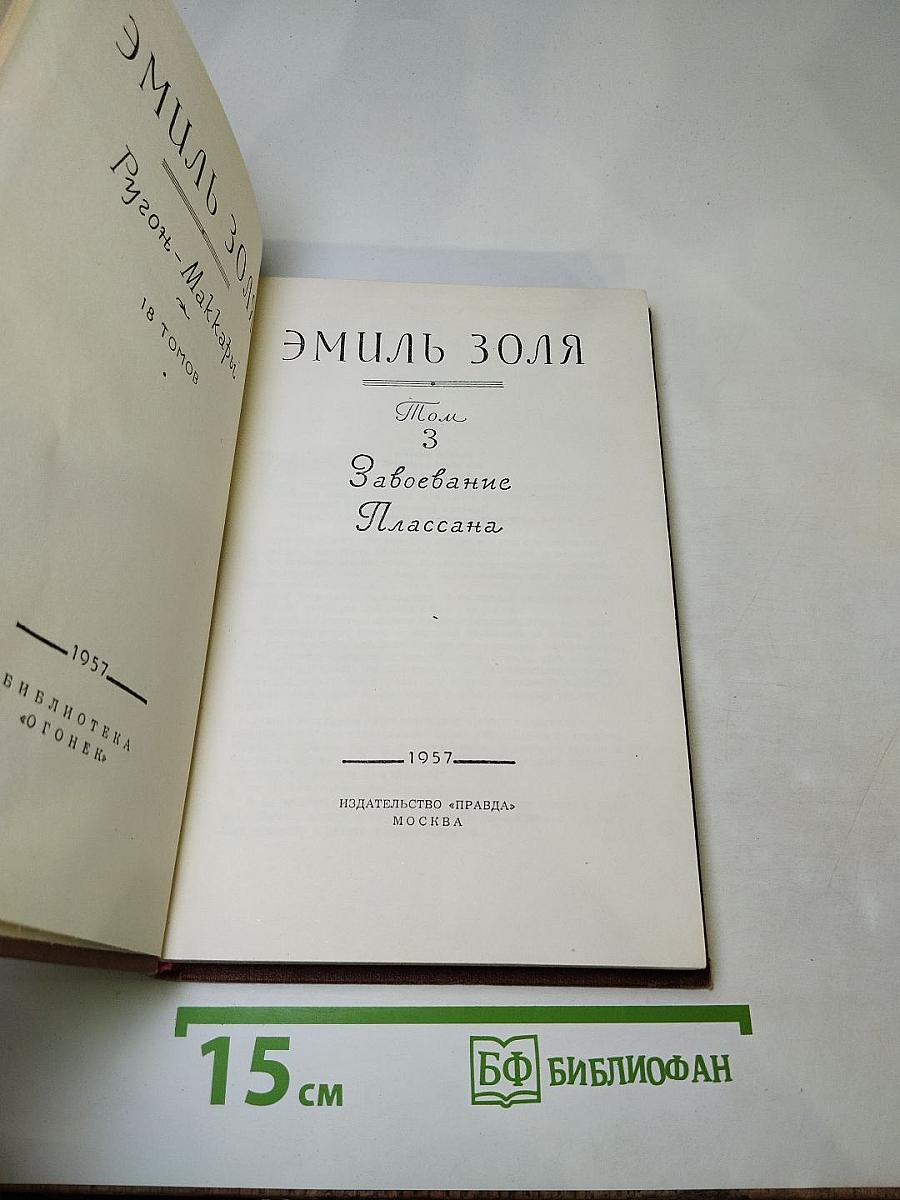 ЭМИЛЬ ЗОЛЯ
Ругон-Маккары
18 ТОМОВ
1957
БИБЛИОТЕКА
«ОГОНЕК»
ЭМИЛЬ ЗОЛЯ
Том
3
Завоевание
Плассана
1957
ИЗДАТЕЛЬСТВО «ПРАВДА»
МОСКВА
15 см
БФ БИБЛИОФАН